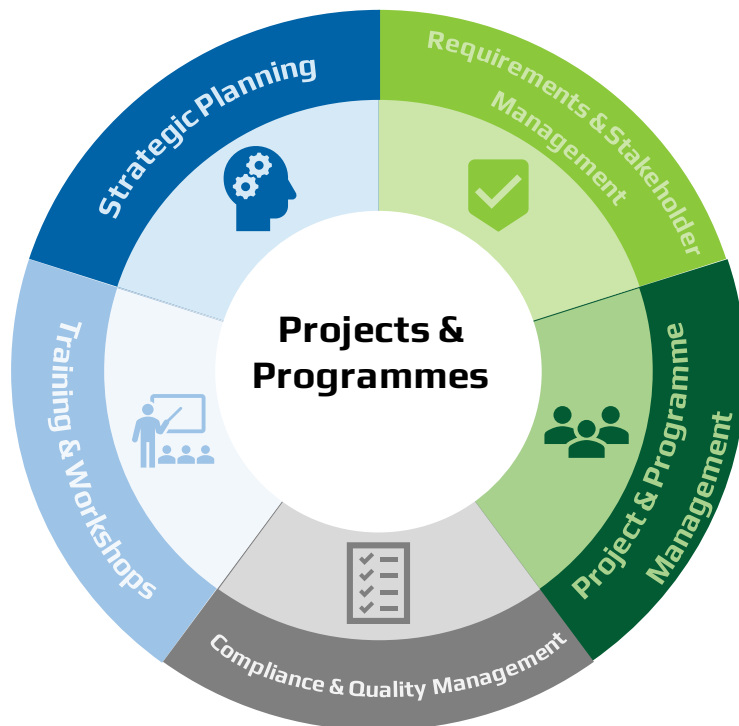 Strategic Planning
Requirements & Stakeholder
Management
Projects &
Programmes
Project & Programme
Management
Compliance & Quality Management
Training & Workshops